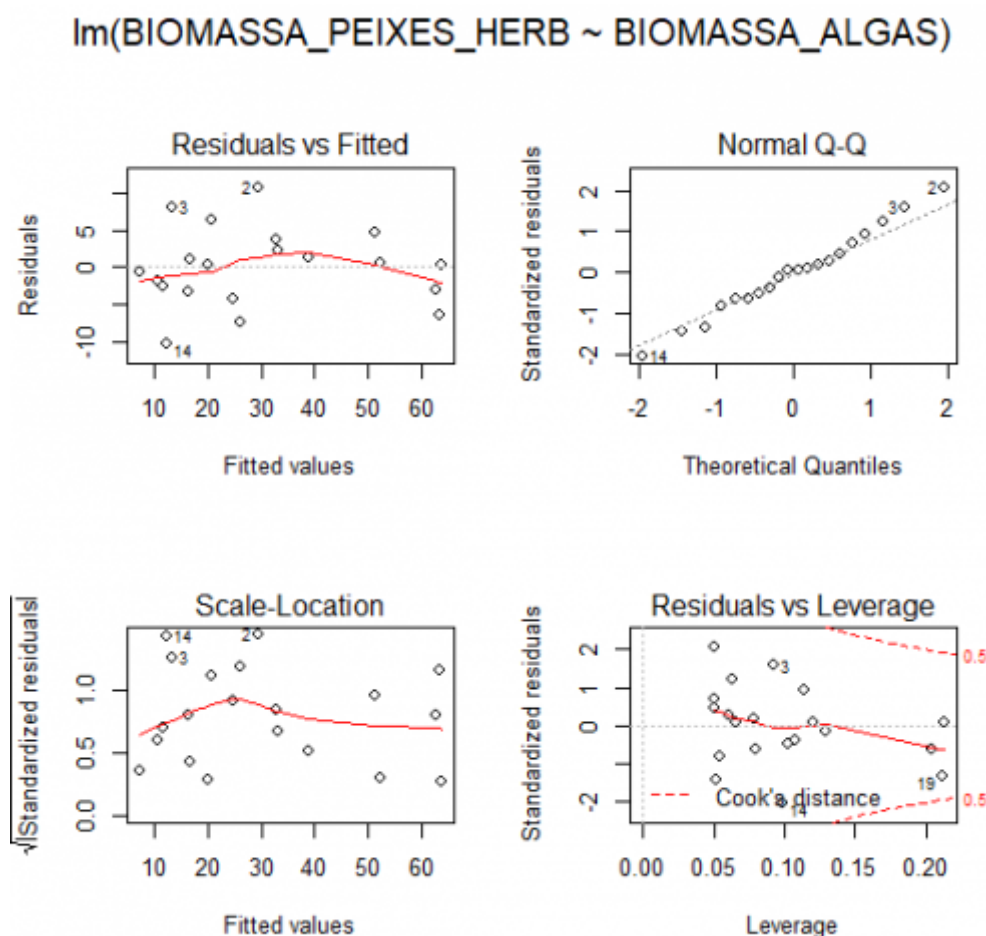 lm(BIOMASSA_PEIXES_HERB ~ BIOMASSA_ALGAS)
Residuals vs Fitted
Residuals
5
0
-10
2
3
14
10 20 30 40 50 60
Fitted values
Normal Q-Q
Standardized residuals
2
1
0
-1
-2
2
3
14
-2 -1 0 1 2
Theoretical Quantiles
Scale-Location
√|Standardized residuals|
1.0
0.5
0.0
14
2
3
10 20 30 40 50 60
Fitted values
Residuals vs Leverage
Standardized residuals
2
1
0
-2
3
0.5
19
0.5
Cook's distance
14
0.00 0.05 0.10 0.15 0.20
Leverage